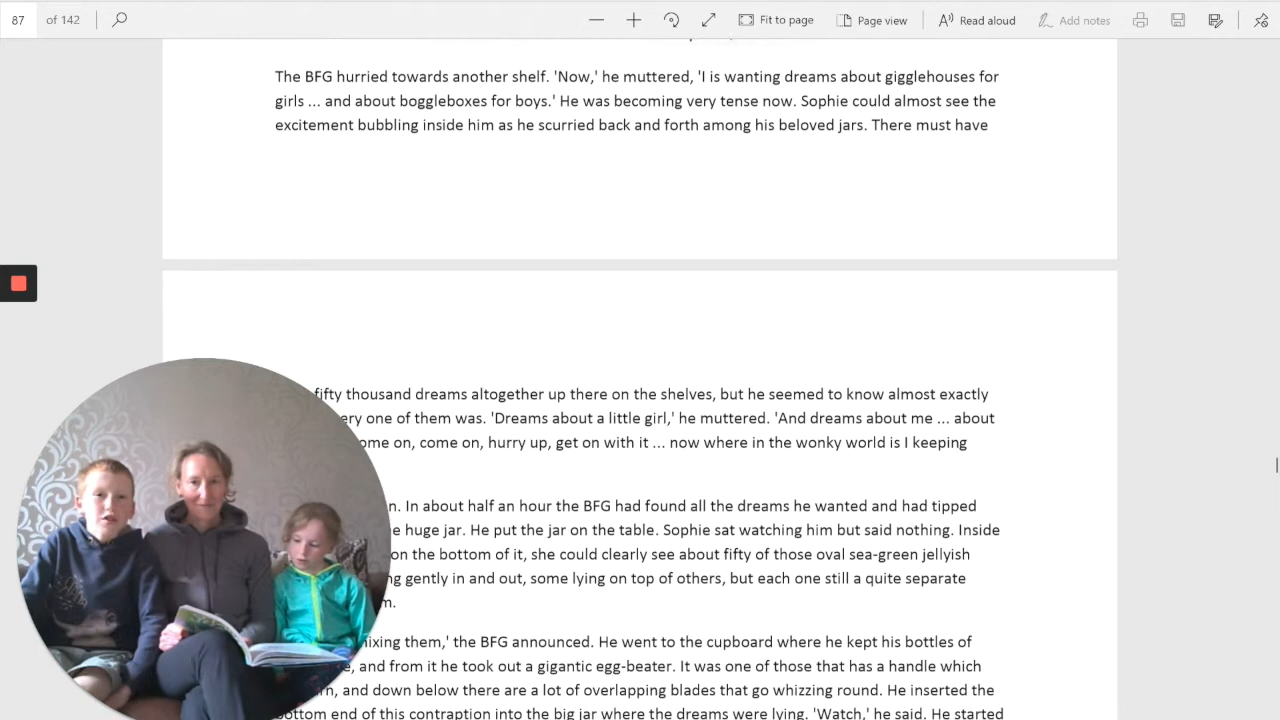 87 of 142
Fit to page
Page view
Read aloud
Add notes
The BFG hurried towards another shelf. 'Now,' he muttered, 'I is wanting dreams about gigglehouses for
girls ... and about boggleboxes for boys.' He was becoming very tense now. Sophie could almost see the
excitement bubbling inside him as he scurried back and forth among his beloved jars. There must have
fifty thousand dreams altogether up there on the shelves, but he seemed to know almost exactly
one of them was. 'Dreams about a little girl,' he muttered. 'And dreams about me ... about
come on, hurry up, get on with it ... now where in the wonky world is I keeping
In about half an hour the BFG had found all the dreams he wanted and had tipped
huge jar. He put the jar on the table. Sophie sat watching him but said nothing. Inside
on the bottom of it, she could clearly see about fifty of those oval sea-green jellyish
gently in and out, some lying on top of others, but each one still a quite separate
them,' the BFG announced. He went to the cupboard where he kept his bottles of
and from it he took out a gigantic egg-beater. It was one of those that has a handle which
and down below there are a lot of overlapping blades that go whizzing round. He inserted the
bottom end of this contraption into the big jar where the dreams were lying. 'Watch,' he said. He started